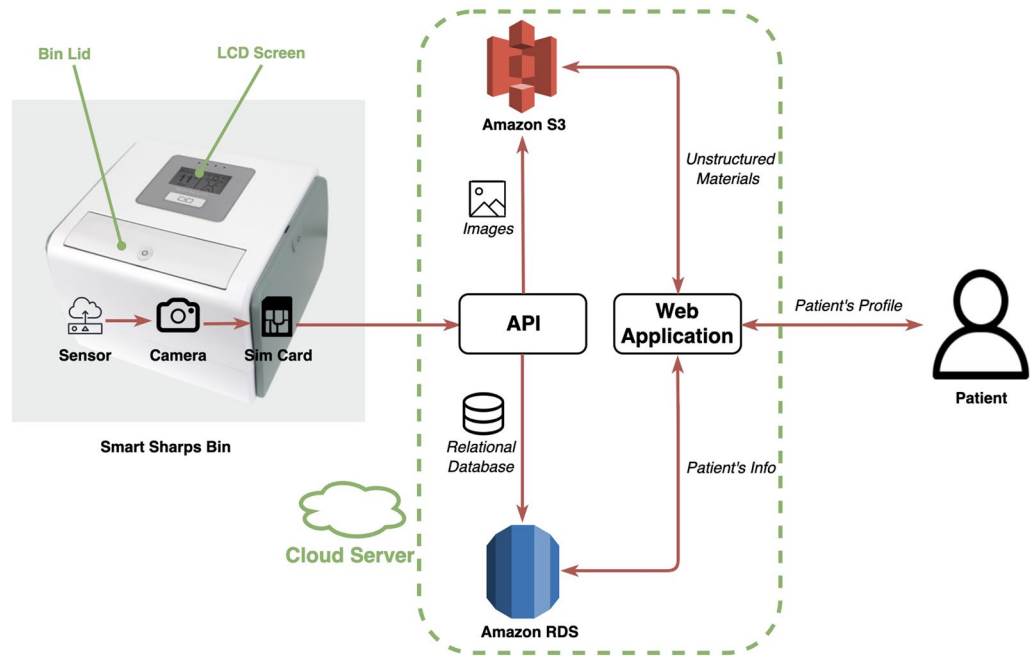 Bin Lid
LCD Screen
Amazon S3
Unstructured
Materials
Images
API
Web
Application
Patient's Profile
Sensor
Camera
Sim Card
Patient
Smart Sharps Bin
Relational
Database
Patient's Info
Cloud Server
Amazon RDS